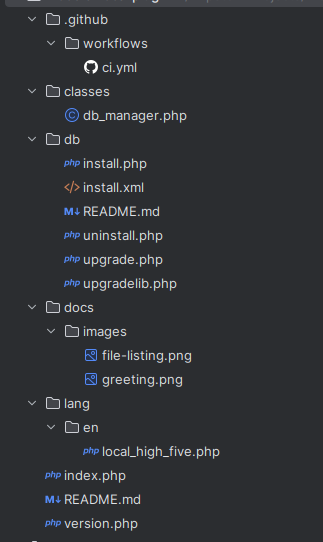 .github
workflows
ci.yml
classes
db_manager.php
db
install.php
install.xml
README.md
uninstall.php
upgrade.php
upgradelib.php
docs
images
file-listing.png
greeting.png
lang
en
local_high_five.php
index.php
README.md
version.php